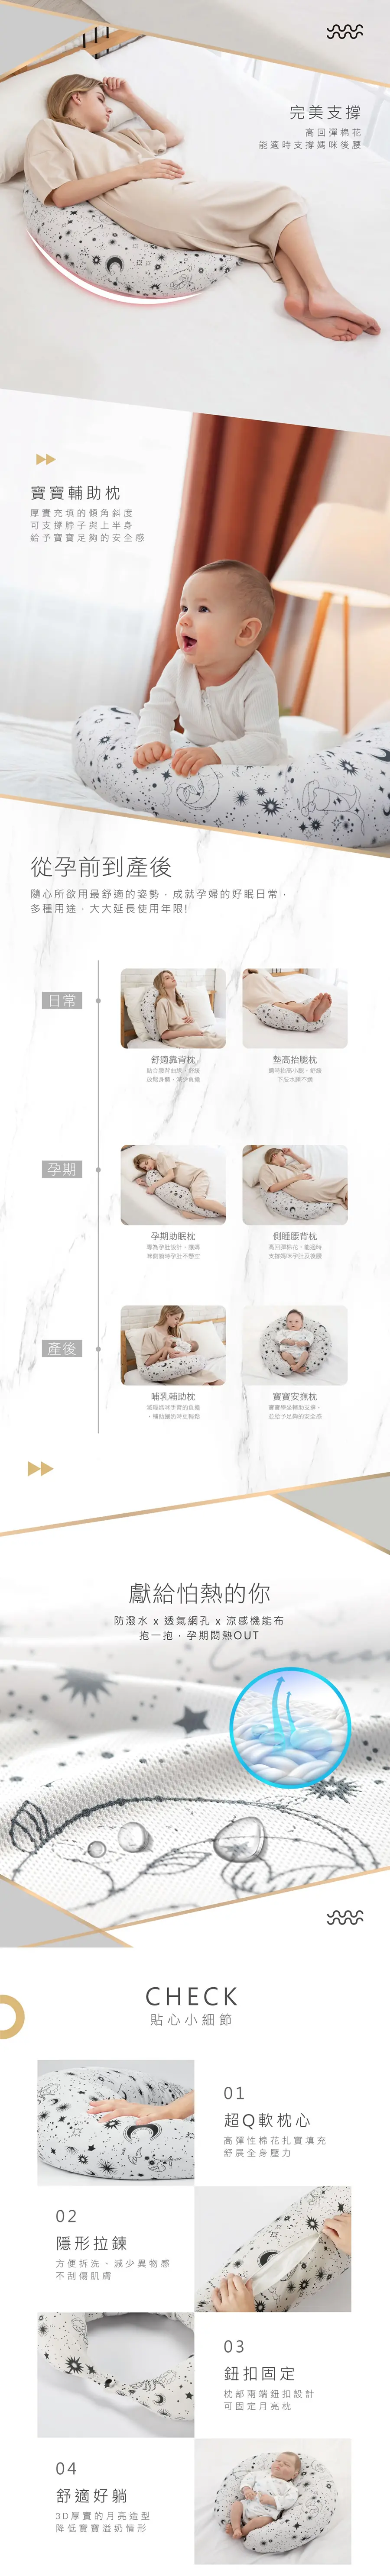 完美支撐
高回彈棉花
能適時支撐媽咪後腰
寶寶輔助枕
厚實充填的傾角斜度
可支撐脖子與上半身
給予寶寶足夠的安全感
從孕前到產後
隨心所欲用最舒適的姿勢，成就孕婦的好眠日常，
多種用途，大大延長使用年限!
日常
舒適靠背枕
貼合腰背曲線，舒緩
放鬆身體、減少負擔
墊高抬腿枕
適時抬高小腿，舒緩
下肢水腫不適
孕期
孕期助眠枕
專為孕肚設計，讓媽
咪側躺時孕肚不懸空
側睡腰背枕
高回彈棉花，能適時
支撐媽咪孕肚及後腰
產後
哺乳輔助枕
減輕媽咪手臂的負擔
，輔助餵奶時更輕鬆
寶寶安撫枕
寶寶學坐輔助支撐，
並給予足夠的安全感
獻給怕熱的你
防潑水 x 透氣網孔 x 涼感機能布
抱一抱，孕期悶熱OUT
CHECK
貼心小細節
01
超Q軟枕心
高彈性棉花扎實填充
舒展全身壓力
02
隱形拉鍊
方便拆洗、減少異物感
不刮傷肌膚
03
鈕扣固定
枕部兩端鈕扣設計
可固定月亮枕
04
舒適好躺
3D厚實的月亮造型
降低寶寶溢奶情形